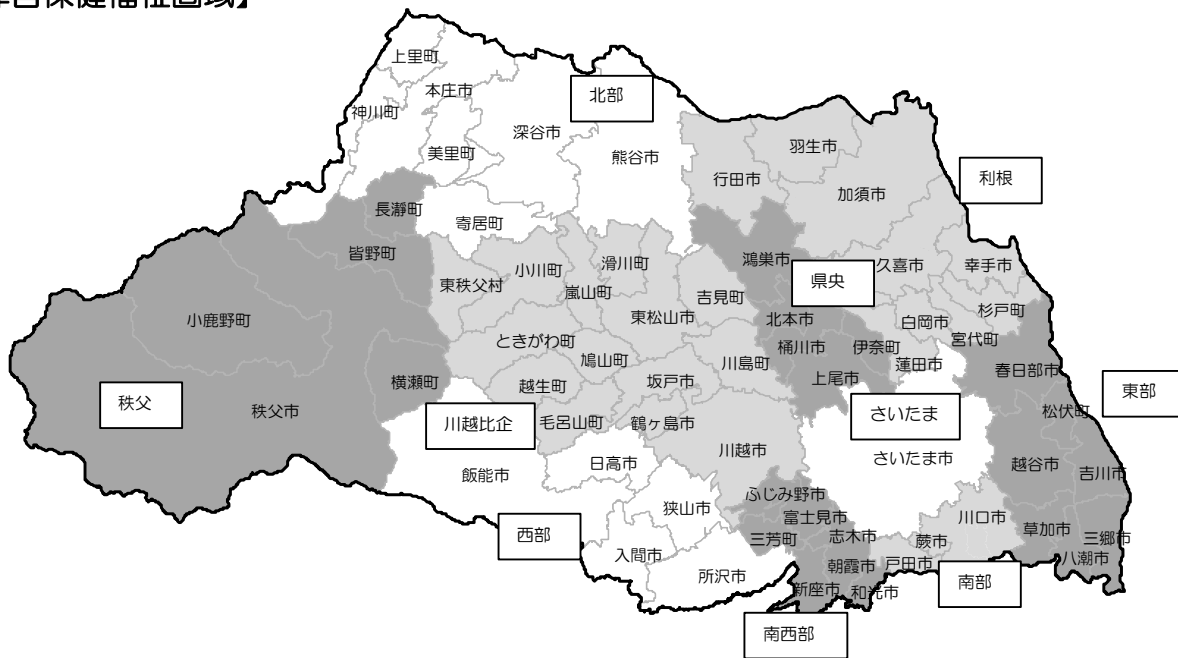 障害保健福祉圏域】
上里町
本庄市
北部
神川町
深谷市
羽生市
美里町
熊谷市
行田市
利根
加須市
長瀞町
寄居町
皆野町
鴻巣市
久喜市
幸手市
小川町
滑川町
県央
東秩父村
嵐山町
吉見町
杉戸町
小鹿野町
東松山市
北本市
白岡市
ときがわ町
桶川市
伊奈町
宮代町
鳩山町
川島町
蓮田市
春日部市
横瀬町
越生町
坂戸市
上尾市
東部
秩父
秩父市
松伏町
川越比企
毛呂山町
鶴ヶ島市
さいたま
川越市
さいたま市
日高市
越谷市
吉川市
飯能市
ふじみ野市
狭山市
富士見市
川口市
西部
三芳町
志木市
草加市
三郷市
入間市
蕨市
八潮市
朝霞市
戸田市
所沢市
南部
新座市
和光市
南西部